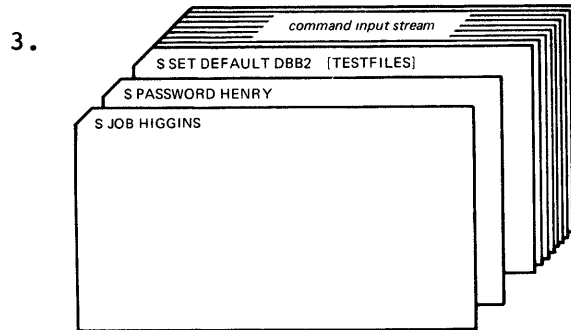 3.
command input stream
S SET DEFAULT DBB2 [TESTFILES]
S PASSWORD HENRY
S JOB HIGGINS